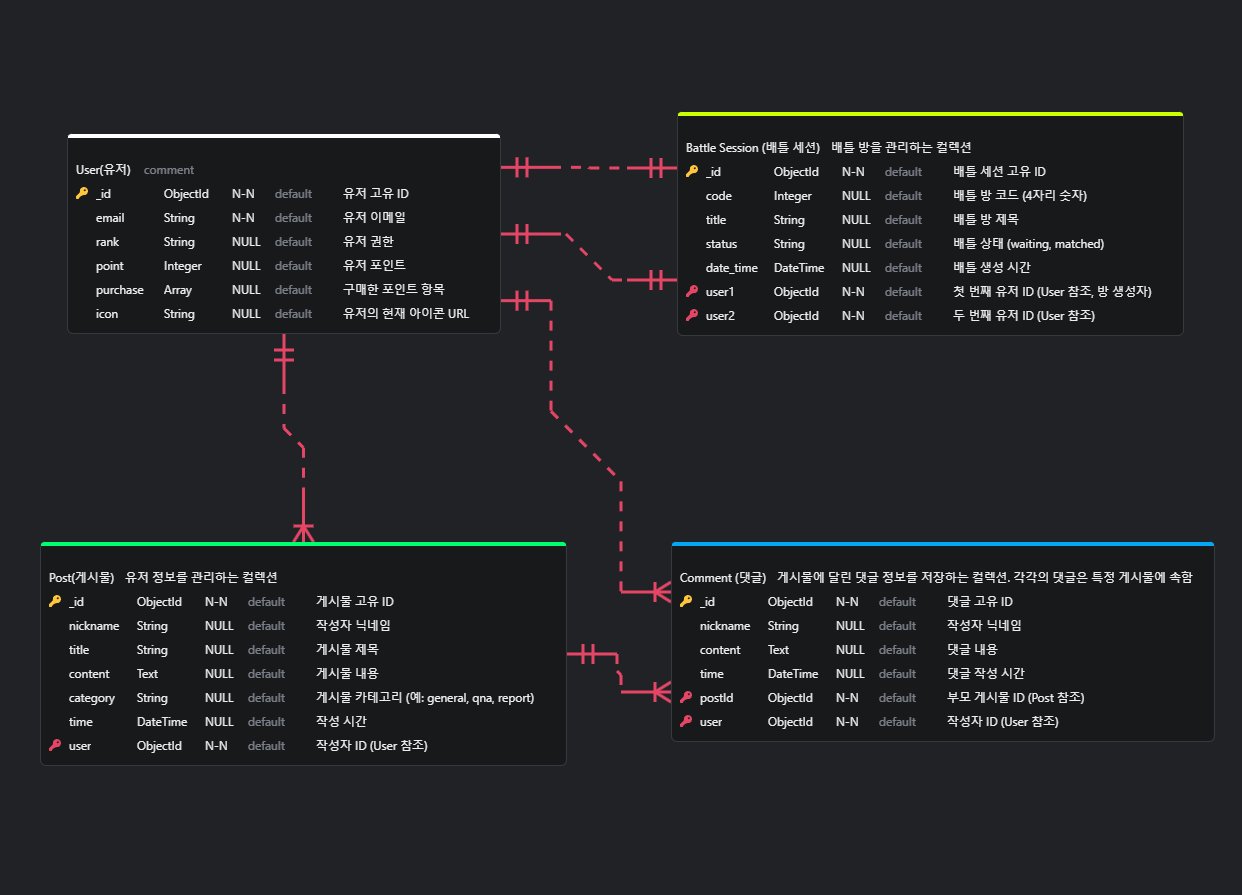 User(유저) comment
_id ObjectId N-N default 유저 고유 ID
email String N-N default 유저 이메일
rank String NULL default 유저 권한
point Integer NULL default 유저 포인트
purchase Array NULL default 구매한 포인트 항목
icon String NULL default 유저의 현재 아이콘 URL
Battle Session (배틀 세션) 배틀 방을 관리하는 컬렉션
_id ObjectId N-N default 배틀 세션 고유 ID
code Integer NULL default 배틀 방 코드 (4자리 숫자)
title String NULL default 배틀 방 제목
status String NULL default 배틀 상태 (waiting, matched)
date_time DateTime NULL default 배틀 생성 시간
user1 ObjectId N-N default 첫 번째 유저 ID (User 참조, 방 생성자)
user2 ObjectId N-N default 두 번째 유저 ID (User 참조)
Post(게시물) 유저 정보를 관리하는 컬렉션
_id ObjectId N-N default 게시물 고유 ID
nickname String NULL default 작성자 닉네임
title String NULL default 게시물 제목
content Text NULL default 게시물 내용
category String NULL default 게시물 카테고리 (예: general, qna, report)
time DateTime NULL default 작성 시간
user ObjectId N-N default 작성자 ID (User 참조)
Comment (댓글) 게시물에 달린 댓글 정보를 저장하는 컬렉션. 각각의 댓글은 특정 게시물에 속함
_id ObjectId N-N default 댓글 고유 ID
nickname String NULL default 작성자 닉네임
content Text NULL default 댓글 내용
time DateTime NULL default 댓글 작성 시간
postId ObjectId N-N default 부모 게시물 ID (Post 참조)
user ObjectId N-N default 작성자 ID (User 참조)